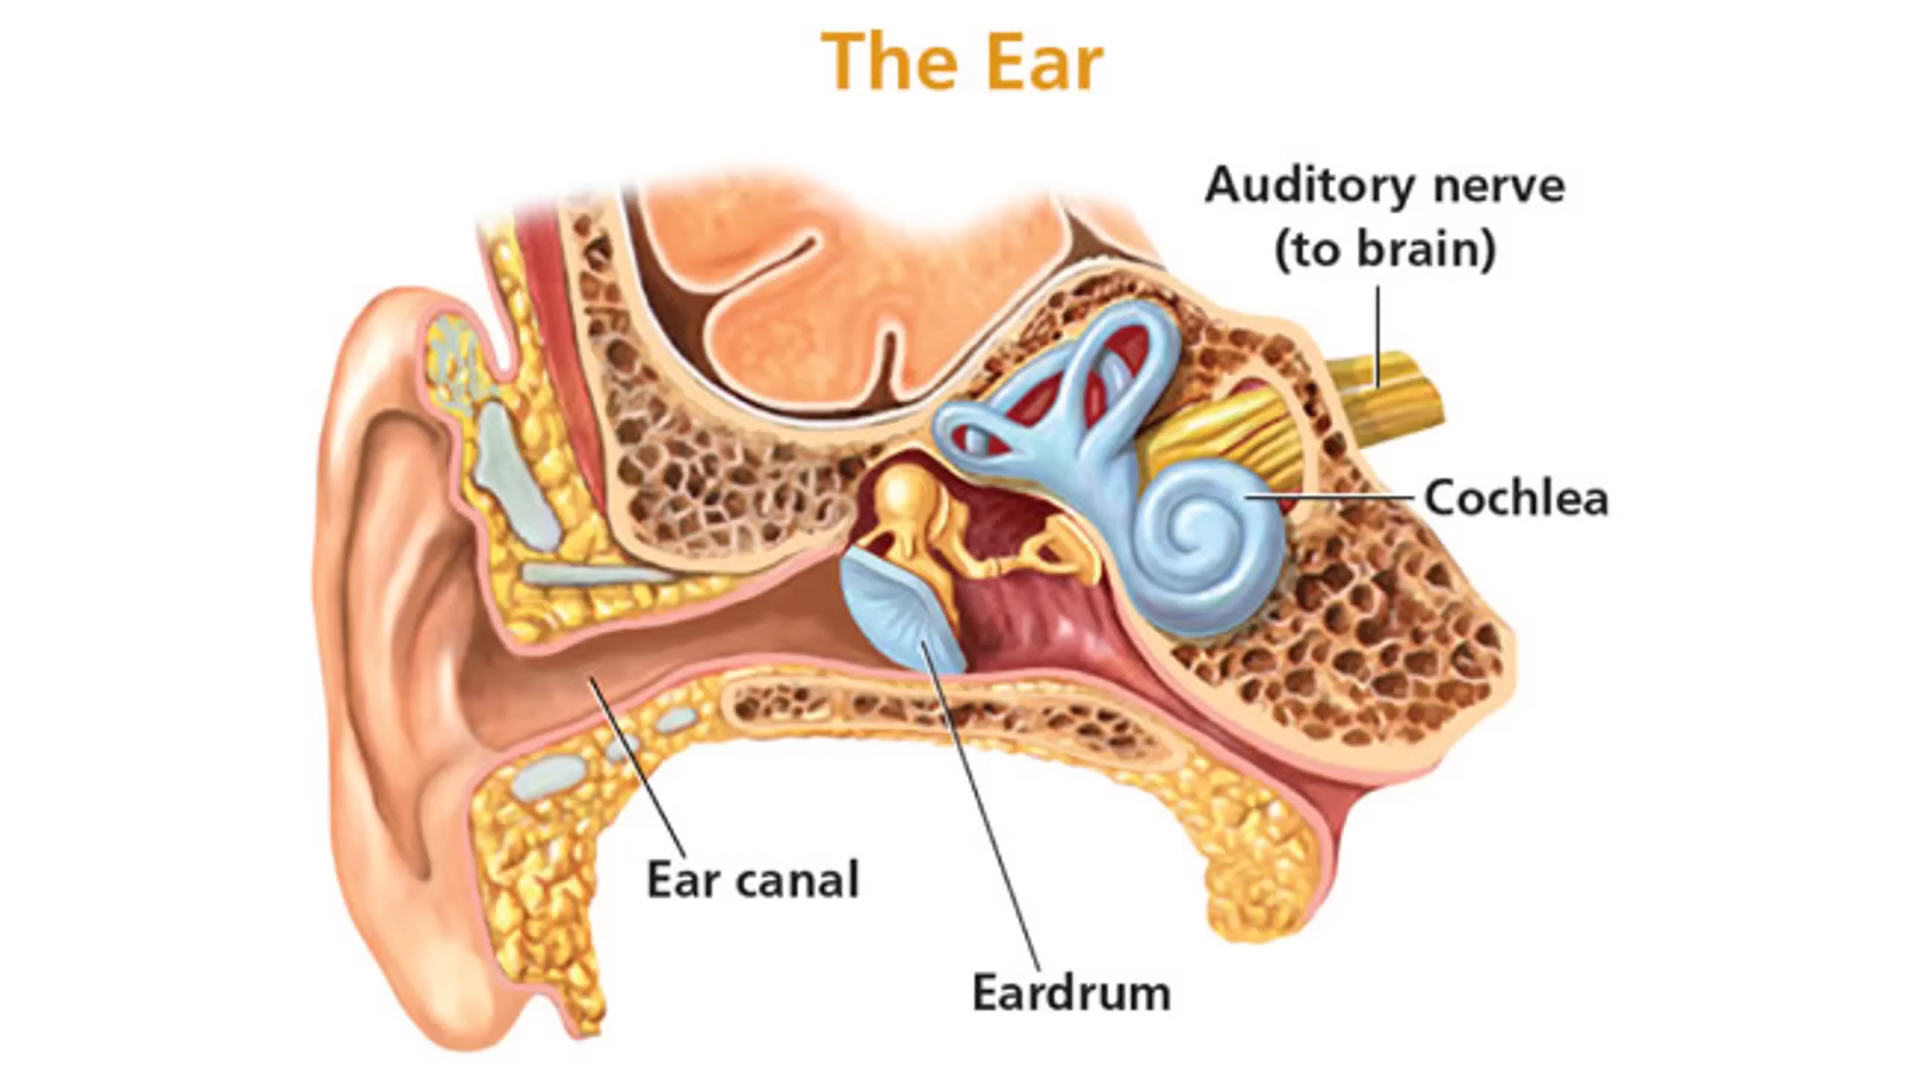 The Ear
Auditory nerve
(to brain)
Cochlea
Ear canal
Eardrum